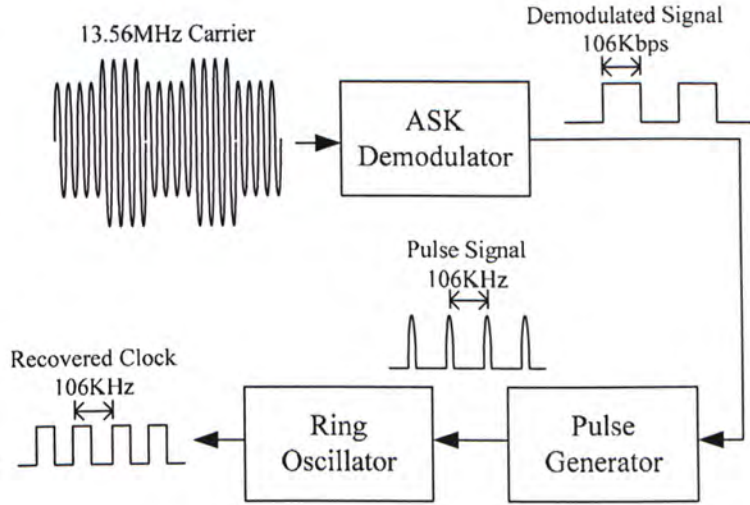 13.56MHz Carrier
Demodulated Signal
106Kbps
ASK
Demodulator
Pulse Signal
106KHz
Recovered Clock
106KHz
Ring
Oscillator
Pulse
Generator